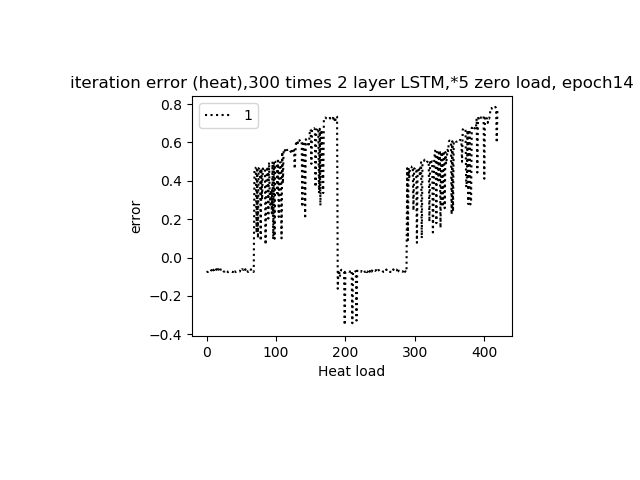 iteration error (heat),300 times 2 layer LSTM,*5 zero load, epoch14
1
error
0.8
0.6
0.4
0.2
0.0
−0.2
−0.4
0 100 200 300 400
Heat load